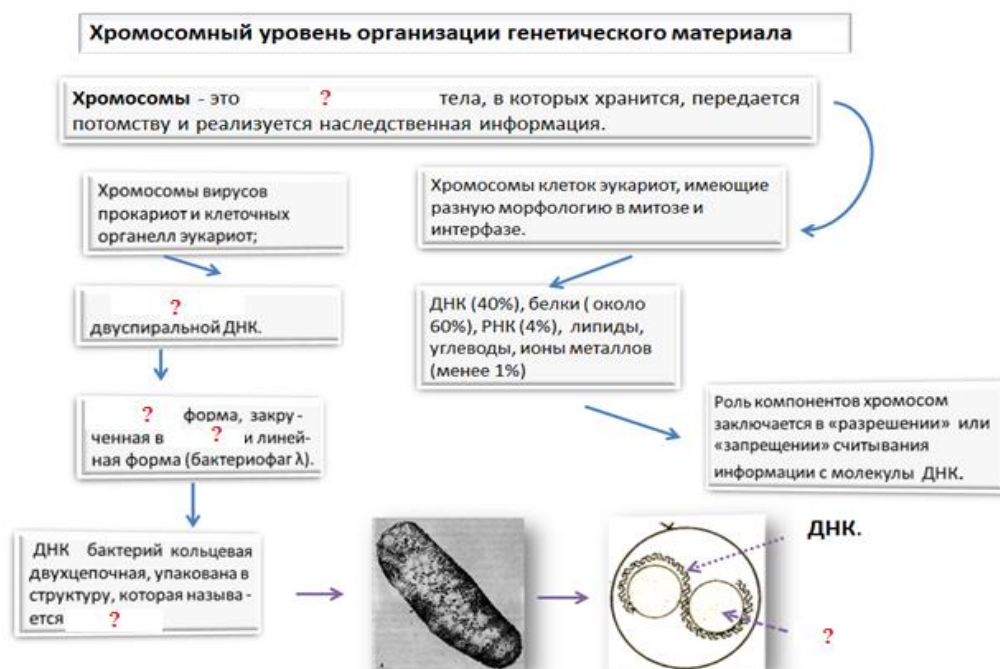 Хромосомный уровень организации генетического материала
Хромосомы - это ? тела, в которых хранится, передается
потомству и реализуется наследственная информация.
Хромосомы вирусов
прокариот и клеточных
органелл эукариот;
Хромосомы клеток эукариот, имеющие
разную морфологию в митозе и
интерфазе.
?
двуспиральной ДНК.
ДНК (40%), белки ( около
60%), РНК (4%), липиды,
углеводы, ионы металлов
(менее 1%)
? форма, закру -
ченная в ? и линей-
ная форма (бактериофаг λ).
Роль компонентов хромосом
заключается в «разрешении» или
«запрещении» считывания
информации с молекулы ДНК.
ДНК бактерий кольцевая
двухцепочная, упакована в
структуру, которая называ -
ется ?
ДНК.
?